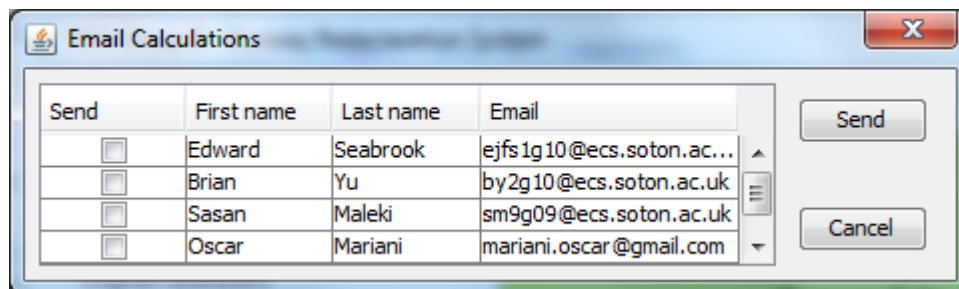 Email Calculations
Send First name Last name Email
Edward Seabrook ejfs1g10@ecs.soton.ac...
Brian Yu by2g10@ecs.soton.ac.uk
Sasan Maleki sm9g09@ecs.soton.ac.uk
Oscar Mariani mariani.oscar@gmail.com
Send
Cancel